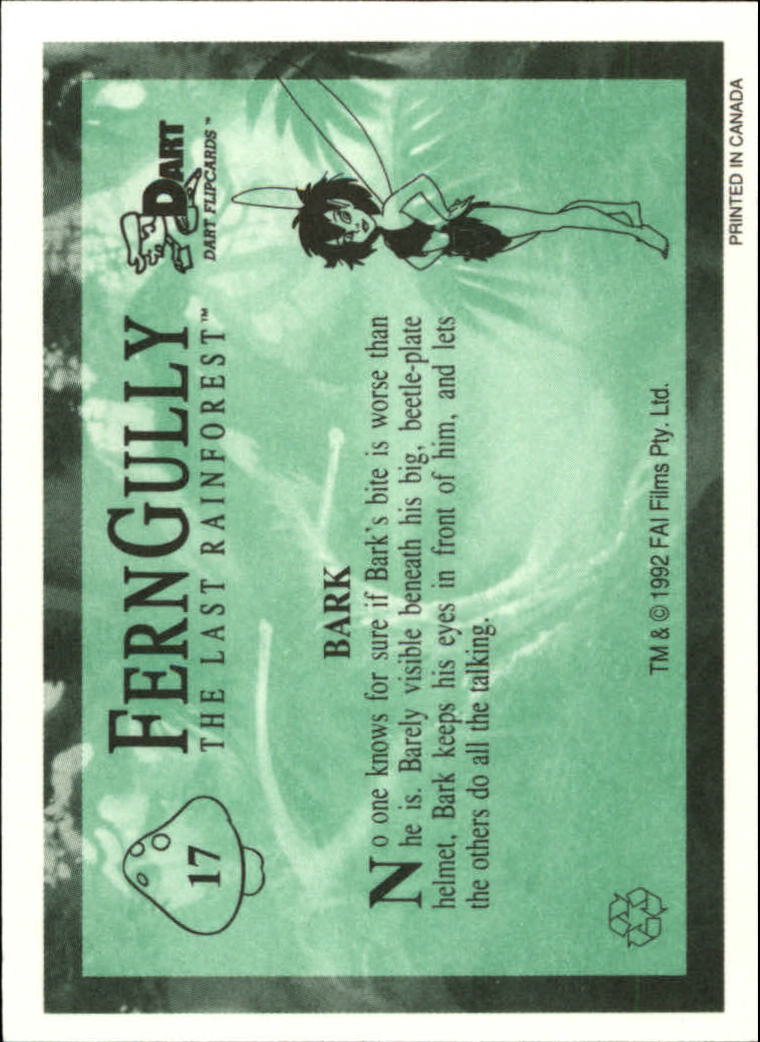 17
FERNGULLY
THE LAST RAINFOREST™
DART
DART FLIPCARDS™
BARK
No one knows for sure if Bark's bite is worse than
he is. Barely visible beneath his big, beetle-plate
helmet, Bark keeps his eyes in front of him, and lets
the others do all the talking.
TM & © 1992 FAI Films Pty. Ltd.
PRINTED IN CANADA